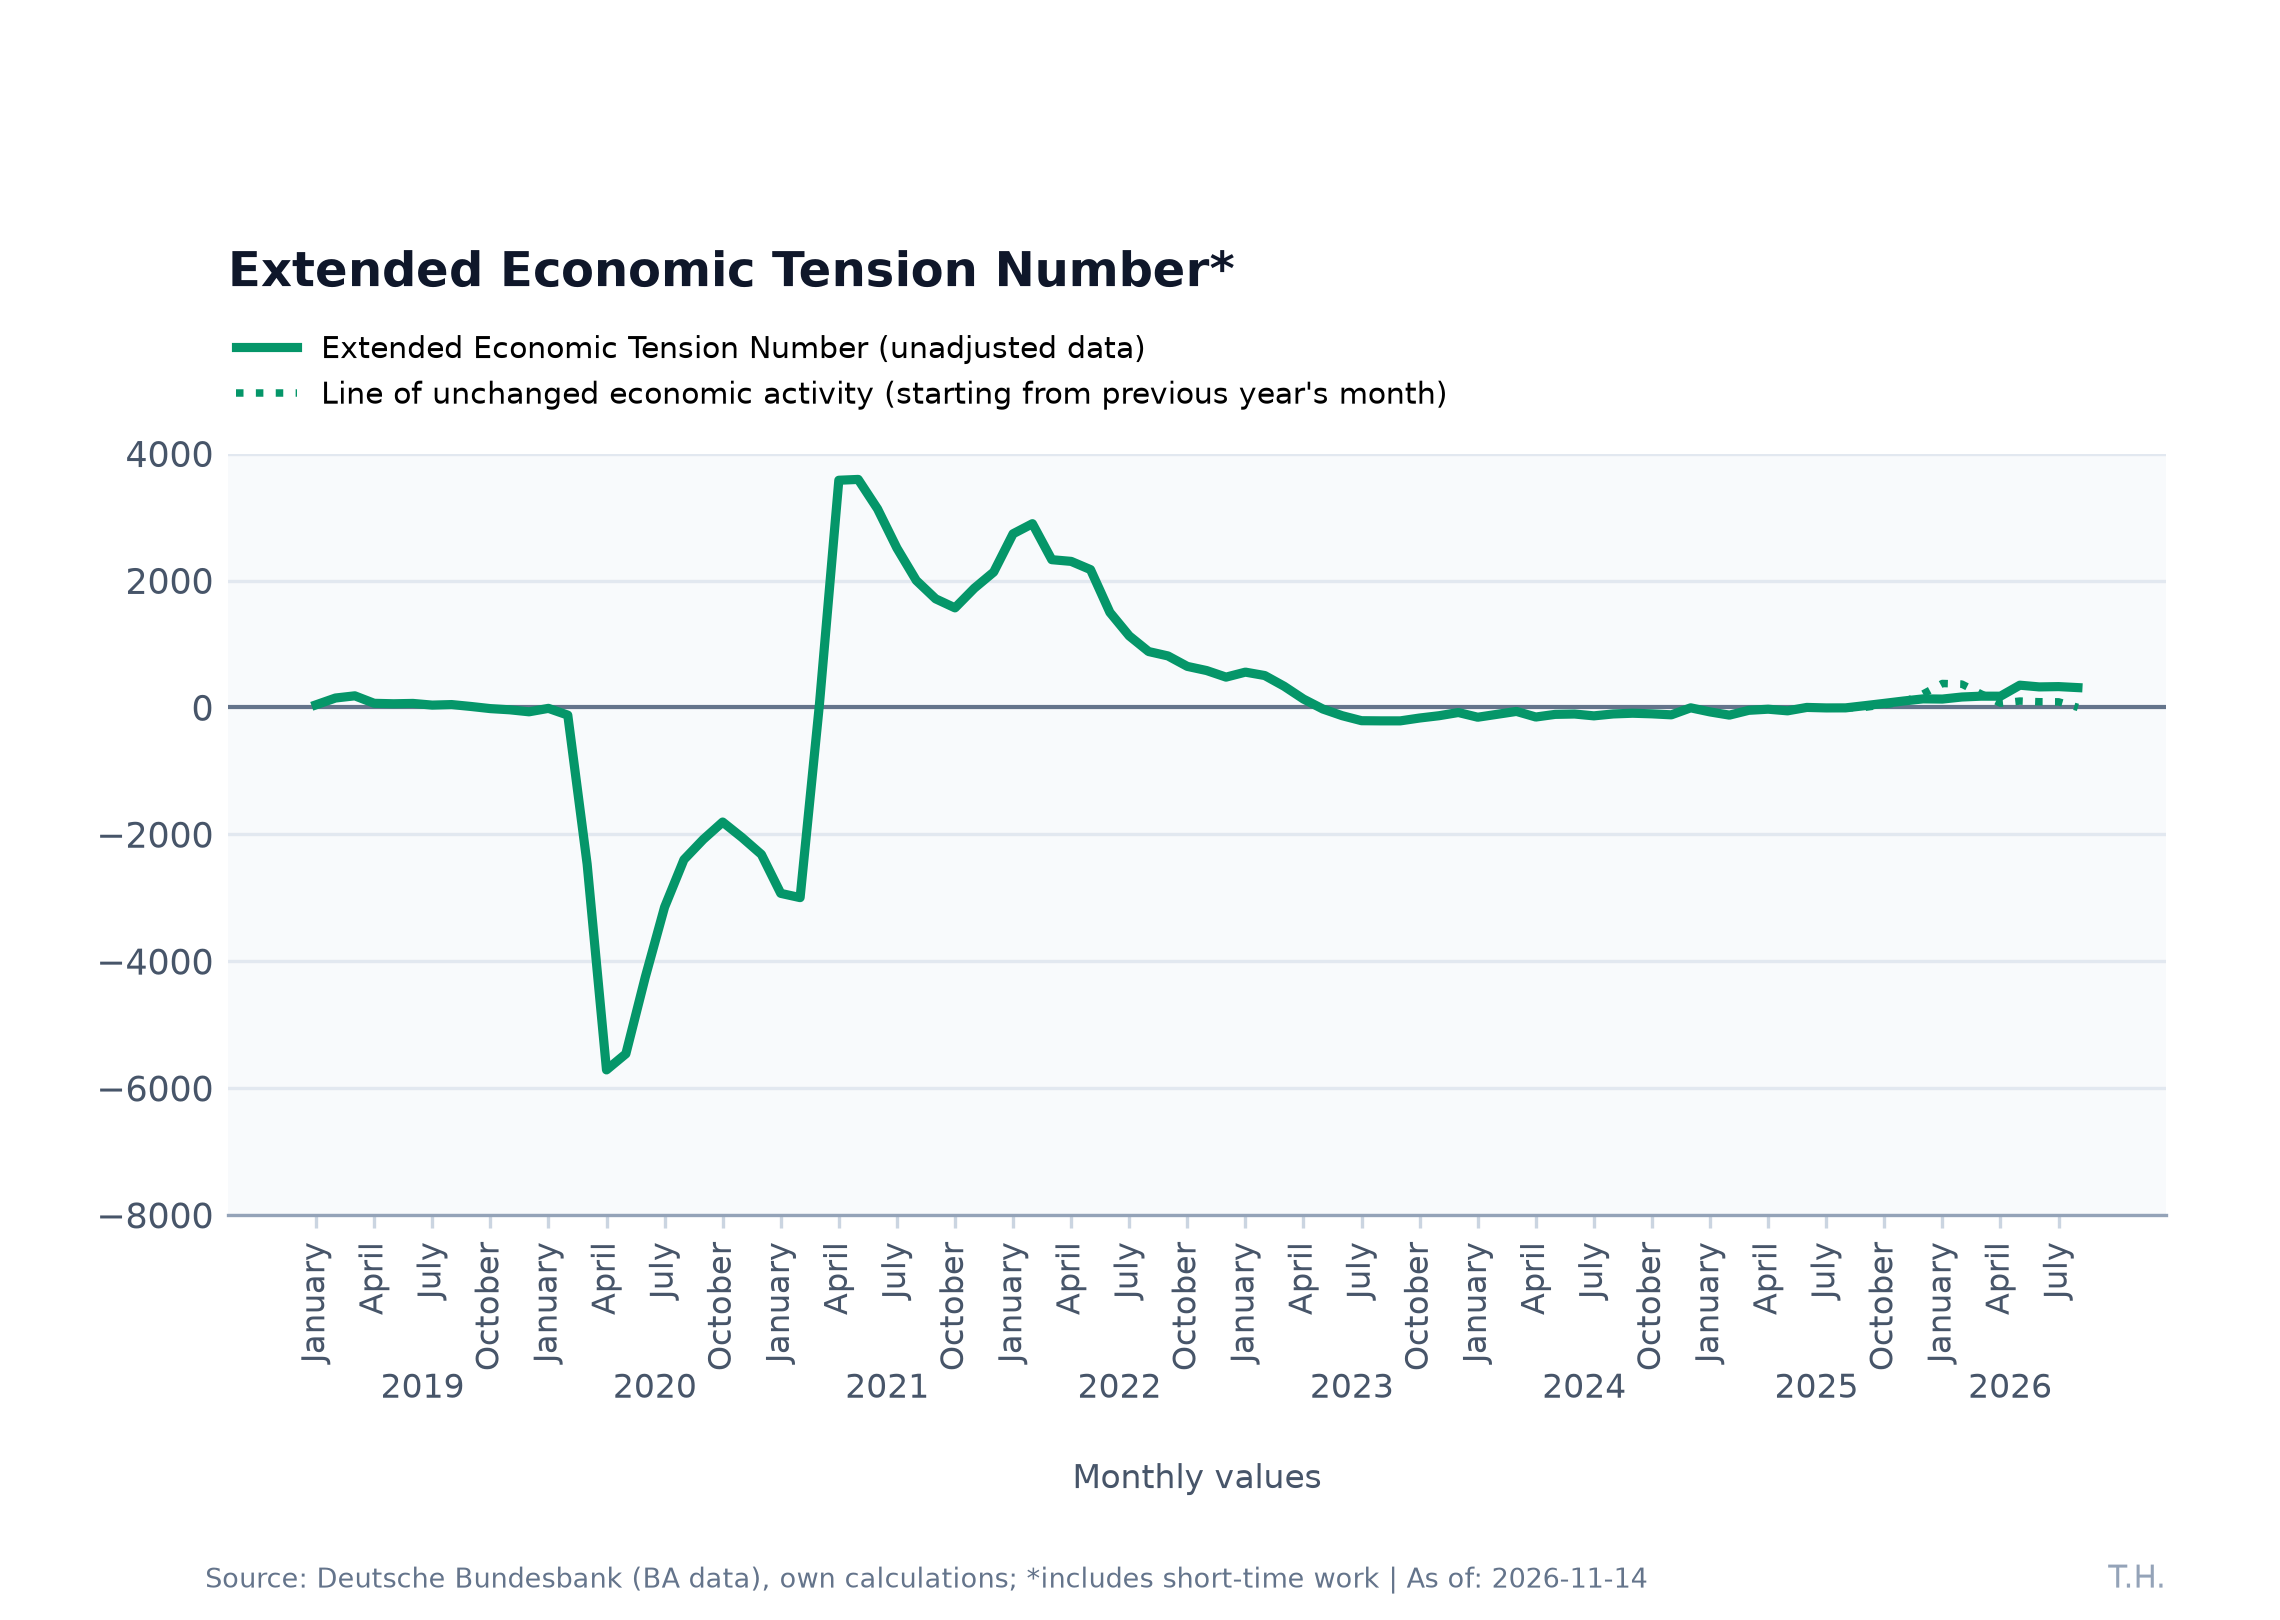 Extended Economic Tension Number*
Extended Economic Tension Number (unadjusted data)
Line of unchanged economic activity (starting from previous year's month)
4000
2000
0
−2000
−4000
−6000
−8000
January April July October January April July October January April July October January April July October January April July October January April July October January April July October January April July
2019 2020 2021 2022 2023 2024 2025 2026
Monthly values
Source: Deutsche Bundesbank (BA data), own calculations; *includes short-time work | As of: 2026-11-14
T.H.